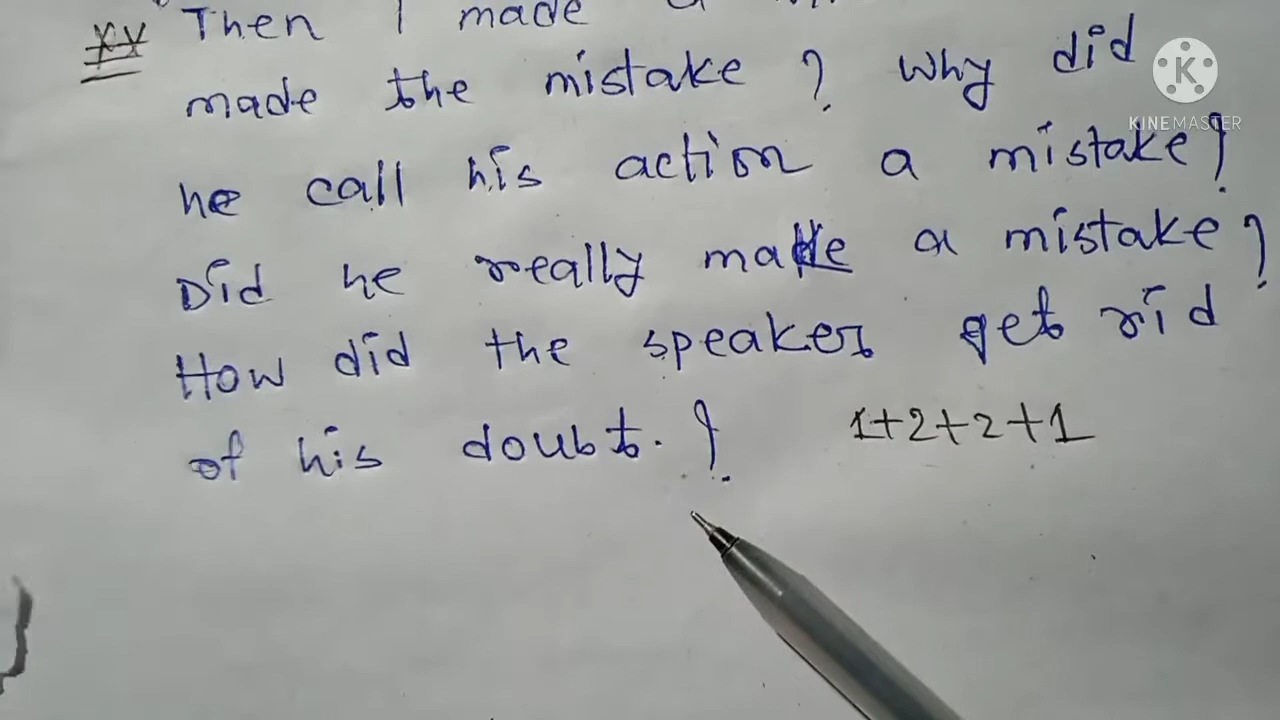 xv Then I made a
made the mistake? Why did
he call his action a mistake?
Did he really make a mistake?
How did the speaker get rid
of his doubt.? 1+2+2+1
K
KINEMASTER